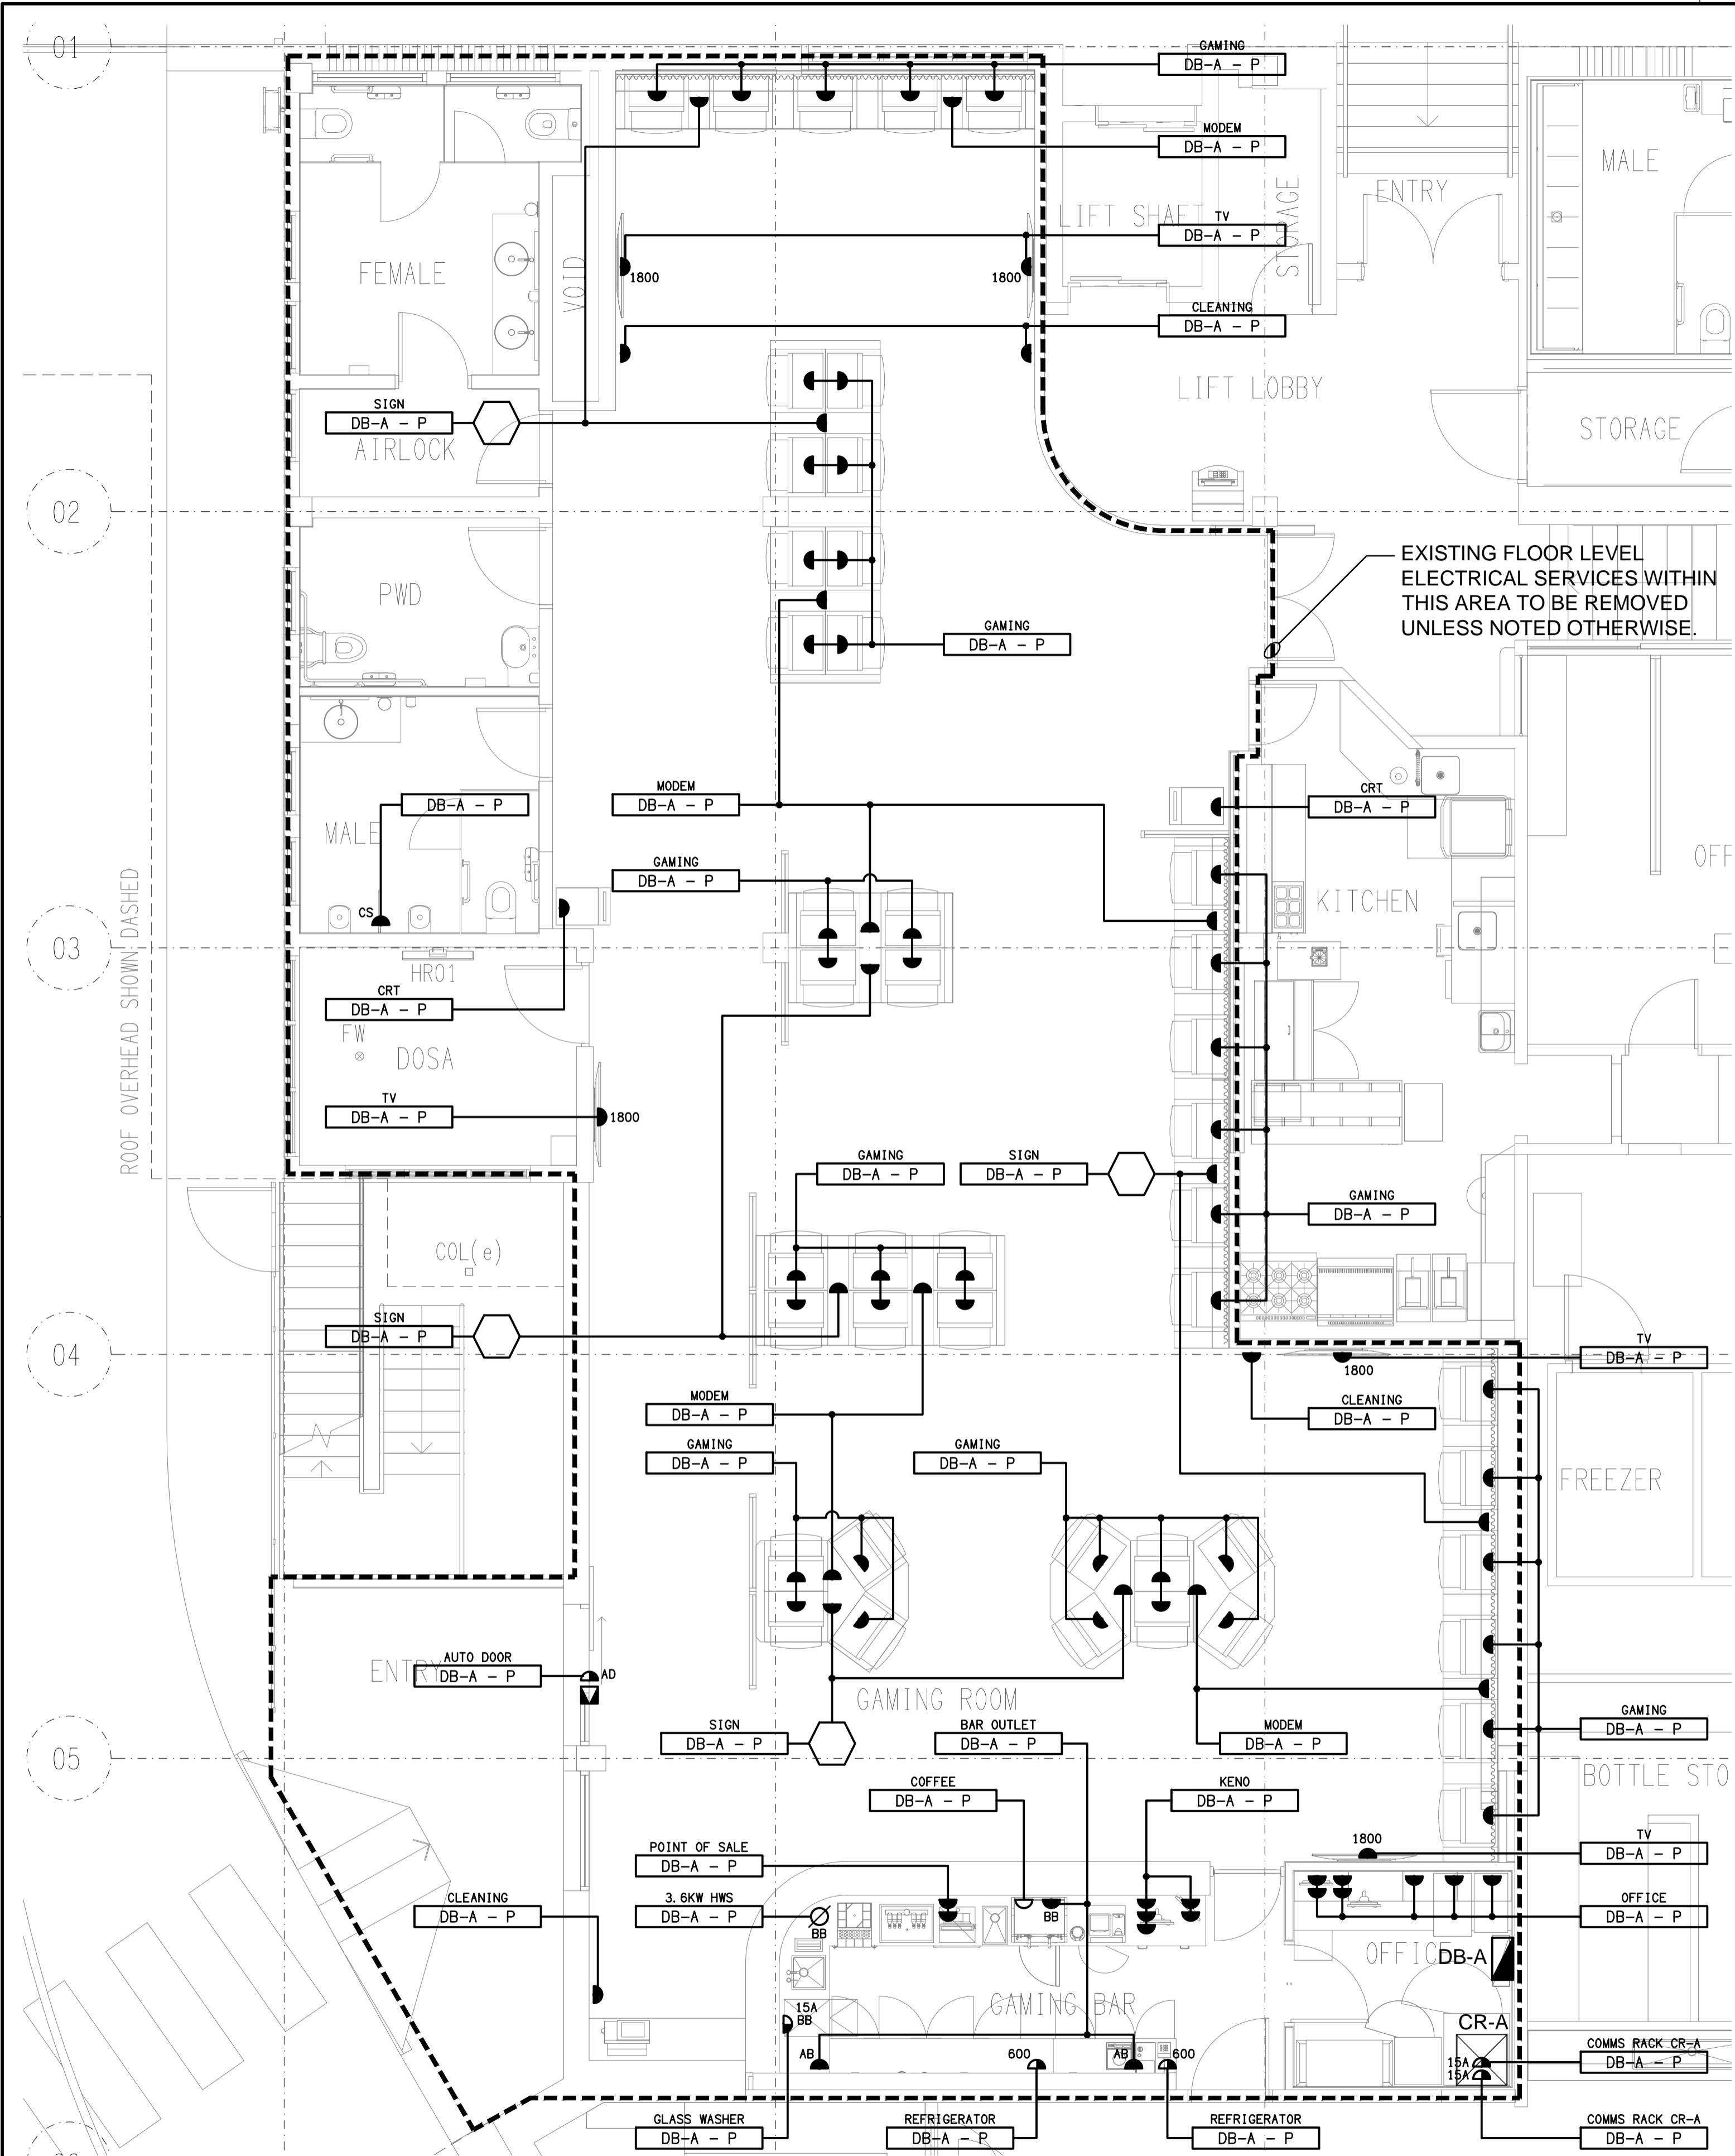 01
GAMING
DB-A - P
MODEM
DB-A - P
MALE
ENTRY
STORAGE
LIFT SHAFT
TV
DB-A - P
FEMALE
VOID
1800
1800
CLEANING
DB-A - P
LIFT LOBBY
SIGN
DB-A - P
AIRLOCK
STORAGE
02
EXISTING FLOOR LEVEL
ELECTRICAL SERVICES WITHIN
THIS AREA TO BE REMOVED
UNLESS NOTED OTHERWISE.
PWD
GAMING
DB-A - P
DB-A - P
MODEM
DB-A - P
CRT
DB-A - P
MALE
GAMING
DB-A - P
OFF
KITCHEN
CS
ROOF OVERHEAD SHOWN DASHED
03
HR01
CRT
DB-A - P
FW
DOSA
TV
DB-A - P
1800
GAMING
DB-A - P
SIGN
DB-A - P
GAMING
DB-A - P
COL(e)
SIGN
DB-A - P
04
TV
DB-A - P
1800
MODEM
DB-A - P
CLEANING
DB-A - P
GAMING
DB-A - P
GAMING
DB-A - P
FREEZER
AUTO DOOR
DB-A - P
AD
ENTRY
GAMING ROOM
GAMING
DB-A - P
SIGN
DB-A - P
BAR OUTLET
DB-A - P
MODEM
DB-A - P
05
BOTTLE STO
COFFEE
DB-A - P
KENO
DB-A - P
1800
TV
DB-A - P
POINT OF SALE
DB-A - P
CLEANING
DB-A - P
3.6KW HWS
DB-A - P
BB
BB
OFFICE
DB-A - P
OFFICE
DB-A
GAMING BAR
15A
BB
CR-A
AB
600
AB
600
15A
15A
COMMS RACK CR-A
DB-A - P
GLASS WASHER
DB-A - P
REFRIGERATOR
DB-A - P
REFRIGERATOR
DB-A - P
COMMS RACK CR-A
DB-A - P